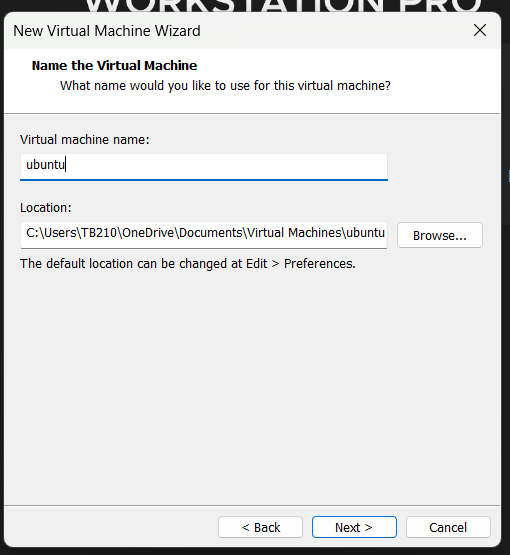 WORKSTATION PRO
New Virtual Machine Wizard
Name the Virtual Machine
What name would you like to use for this virtual machine?
Virtual machine name:
ubuntu
Location:
C:\Users\TB210\OneDrive\Documents\Virtual Machines\ubuntu
Browse...
The default location can be changed at Edit > Preferences.
< Back
Next >
Cancel